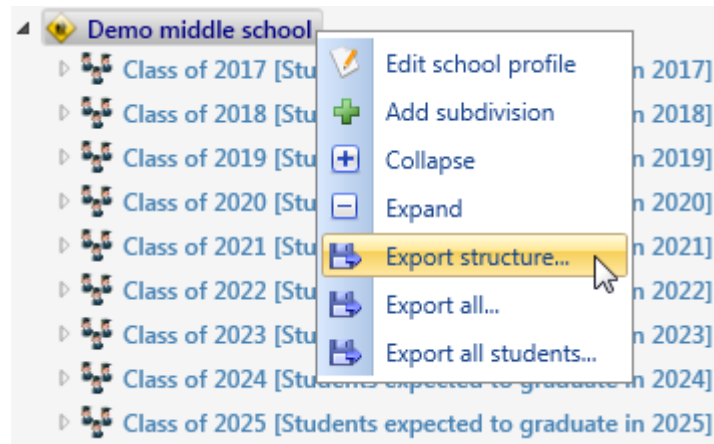 Demo middle school
Class of 2017 [Stu n 2017]
Edit school profile
Class of 2018 [Stu n 2018]
Add subdivision
Class of 2019 [Stu n 2019]
Collapse
Class of 2020 [Stu n 2020]
Expand
Class of 2021 [Stu n 2021]
Export structure...
Class of 2022 [Stu n 2022]
Export all...
Class of 2023 [Stu n 2023]
Export all students...
Class of 2024 [Students expected to graduate in 2024]
Class of 2025 [Students expected to graduate in 2025]